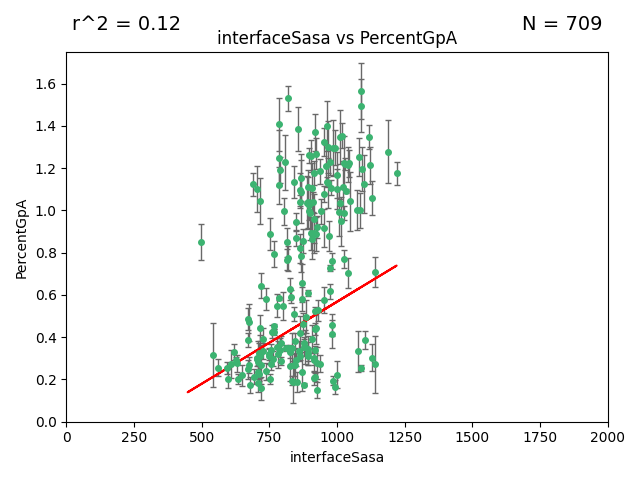 r^2 = 0.12
N = 709
interfaceSasa vs PercentGpA
PercentGpA
1.6
1.4
1.2
1.0
0.8
0.6
0.4
0.2
0.0
0 250 500 750 1000 1250 1500 1750 2000
interfaceSasa